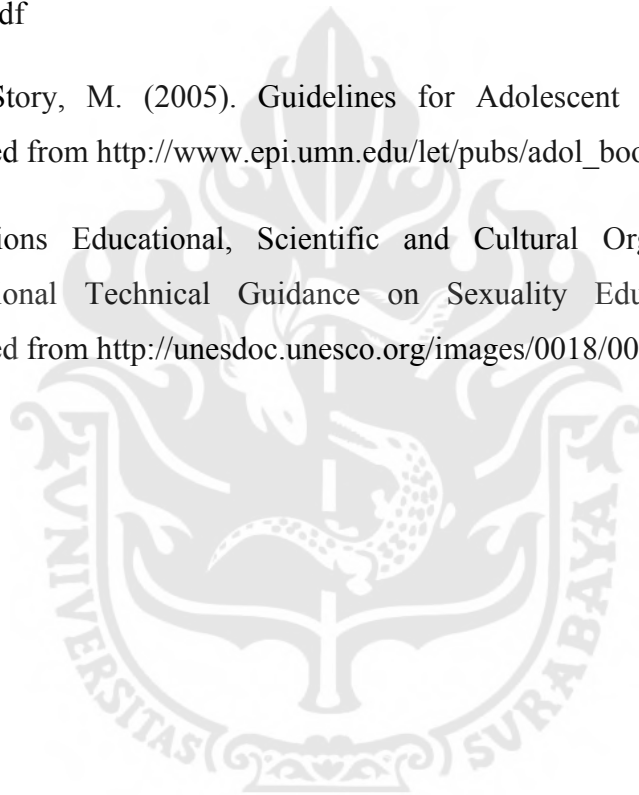 df
Story, M. (2005). Guidelines for Adolescent
ed from http://www.epi.umn.edu/let/pubs/adol_boo
ions Educational, Scientific and Cultural Org
ional Technical Guidance on Sexuality Edu
ed from http://unesdoc.unesco.org/images/0018/00
UNIVERSITAS SURABAYA